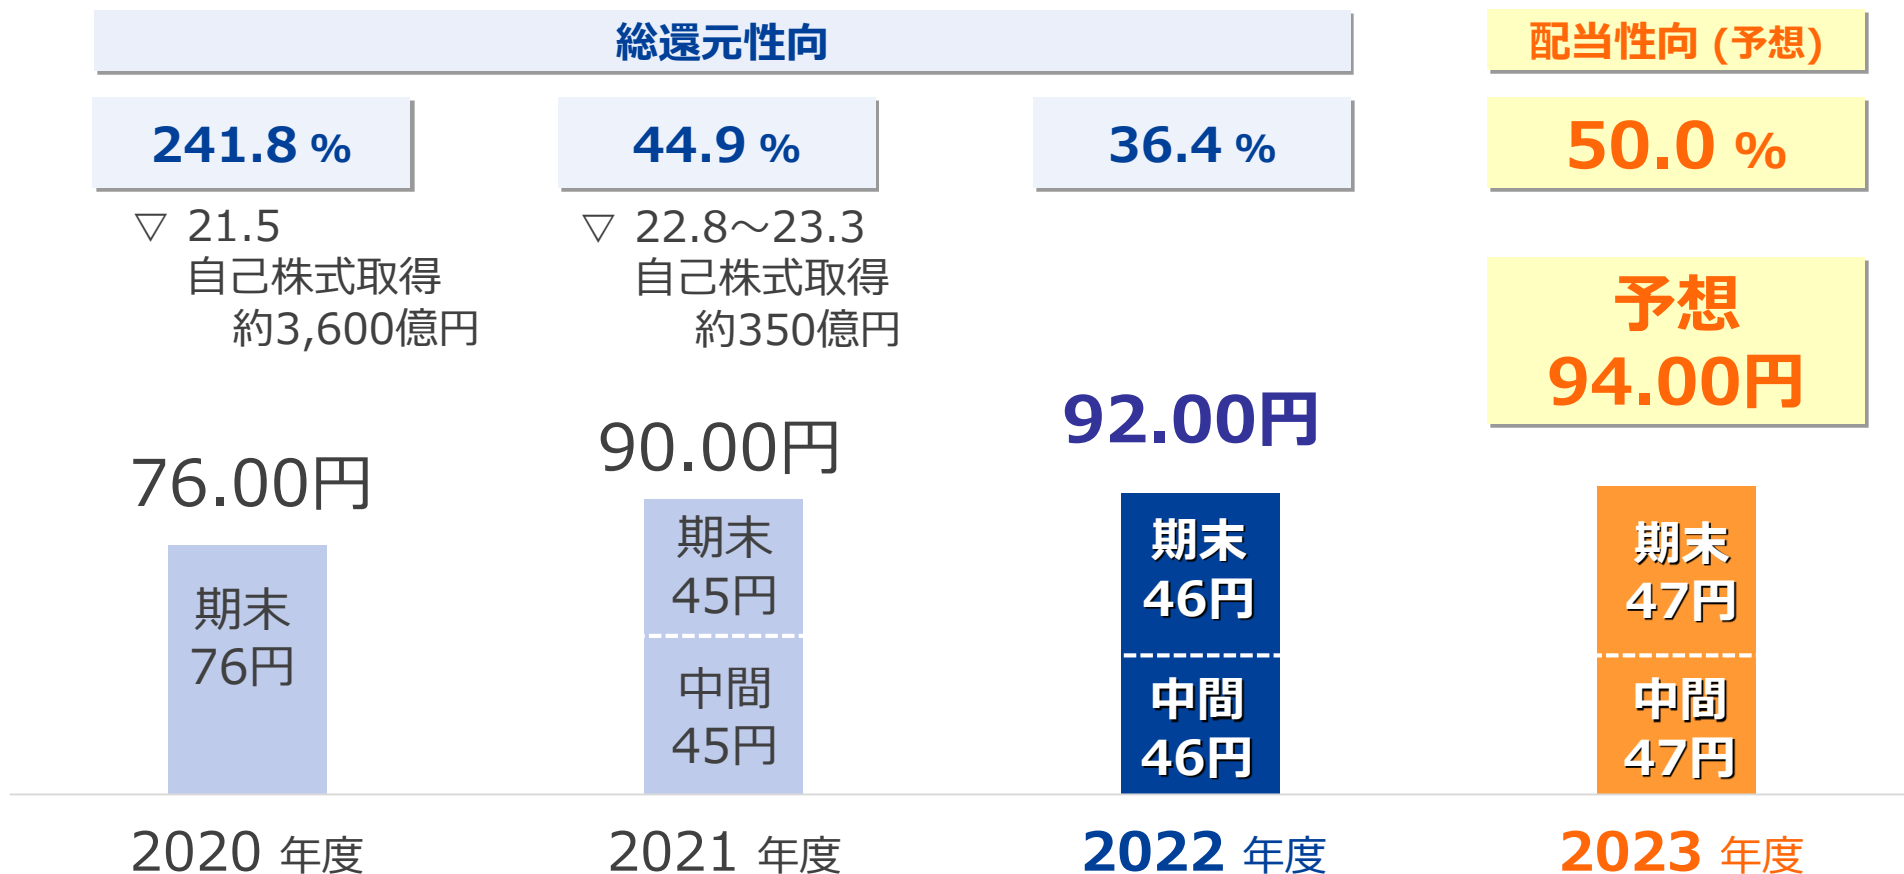 総還元性向
配当性向 (予想)
241.8 %
44.9 %
36.4 %
50.0 %
▽ 21.5
自己株式取得
約3,600億円
▽ 22.8～23.3
自己株式取得
約350億円
予想
94.00円
76.00円
90.00円
92.00円
期末
76円
期末
45円
中間
45円
期末
46円
中間
46円
期末
47円
中間
47円
2020 年度
2021 年度
2022 年度
2023 年度